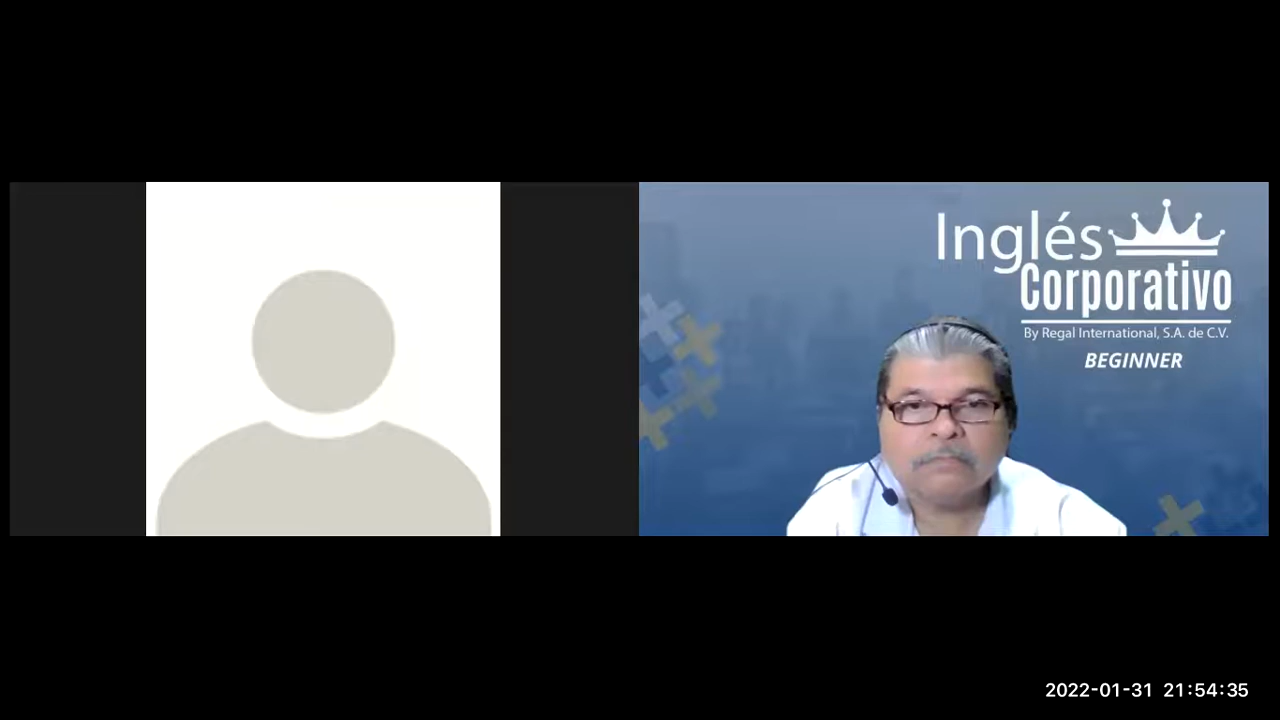 Inglés
Corporativo
By Regal International, S.A. de C.V.
BEGINNER
2022-01-31 21:54:35